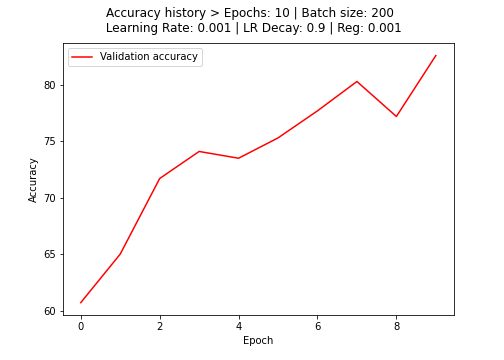 Accuracy history > Epochs: 10 | Batch size: 200
Learning Rate: 0.001 | LR Decay: 0.9 | Reg: 0.001
Validation accuracy
80
75
70
65
60
Accuracy
0 2 4 6 8
Epoch